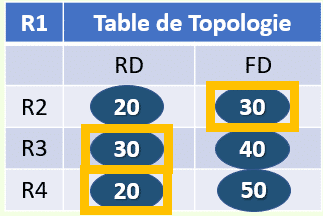 R1 Table de Topologie
RD FD
R2 20 30
R3 30 40
R4 20 50